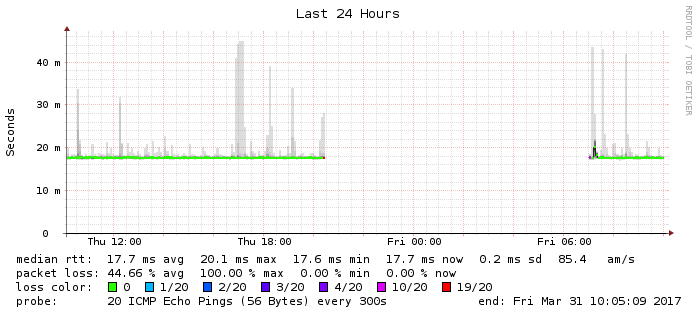 Last 24 Hours
RRDTOOL / TOBI OETIKER
Seconds
40 m
30 m
20 m
10 m
0
Thu 12:00 Thu 18:00 Fri 00:00 Fri 06:00
median rtt: 17.7 ms avg 20.1 ms max 17.6 ms min 17.7 ms now 0.2 ms sd 85.4 am/s
packet loss: 44.66 % avg 100.00 % max 0.00 % min 0.00 % now
loss color: 0 1/20 2/20 3/20 4/20 10/20 19/20
probe: 20 ICMP Echo Pings (56 Bytes) every 300s end: Fri Mar 31 10:05:09 2017